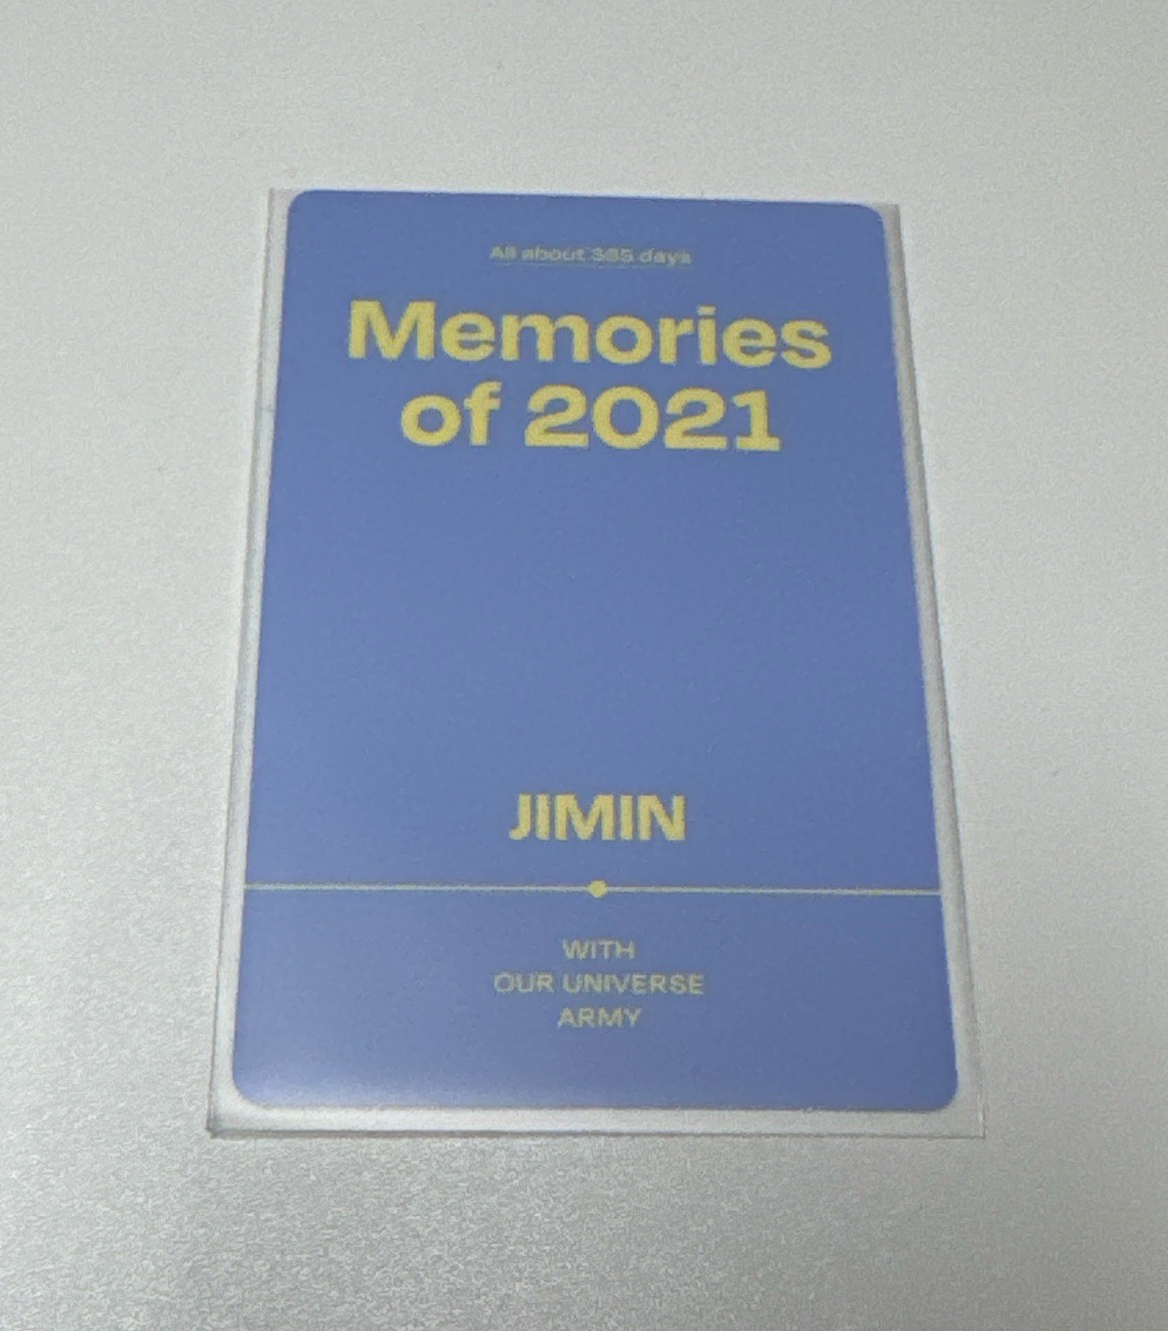 All about 365 days
Memories
of 2021
JIMIN
WITH
OUR UNIVERSE
ARMY